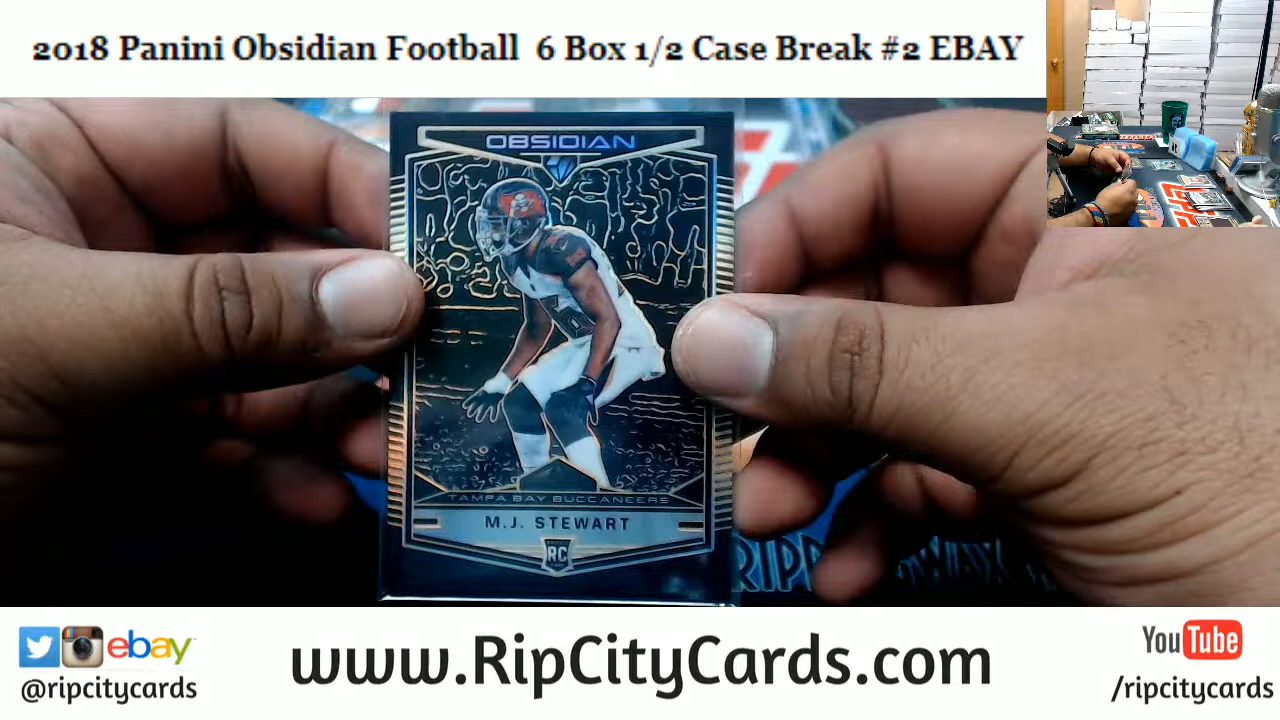 2018 Panini Obsidian Football 6 Box 1/2 Case Break #2 EBAY
OBSIDIAN
TAMPA BAY BUCCANEERS
M.J. STEWART
RC
ebay
@ripcitycards
www.RipCityCards.com
YouTube
/ripcitycards